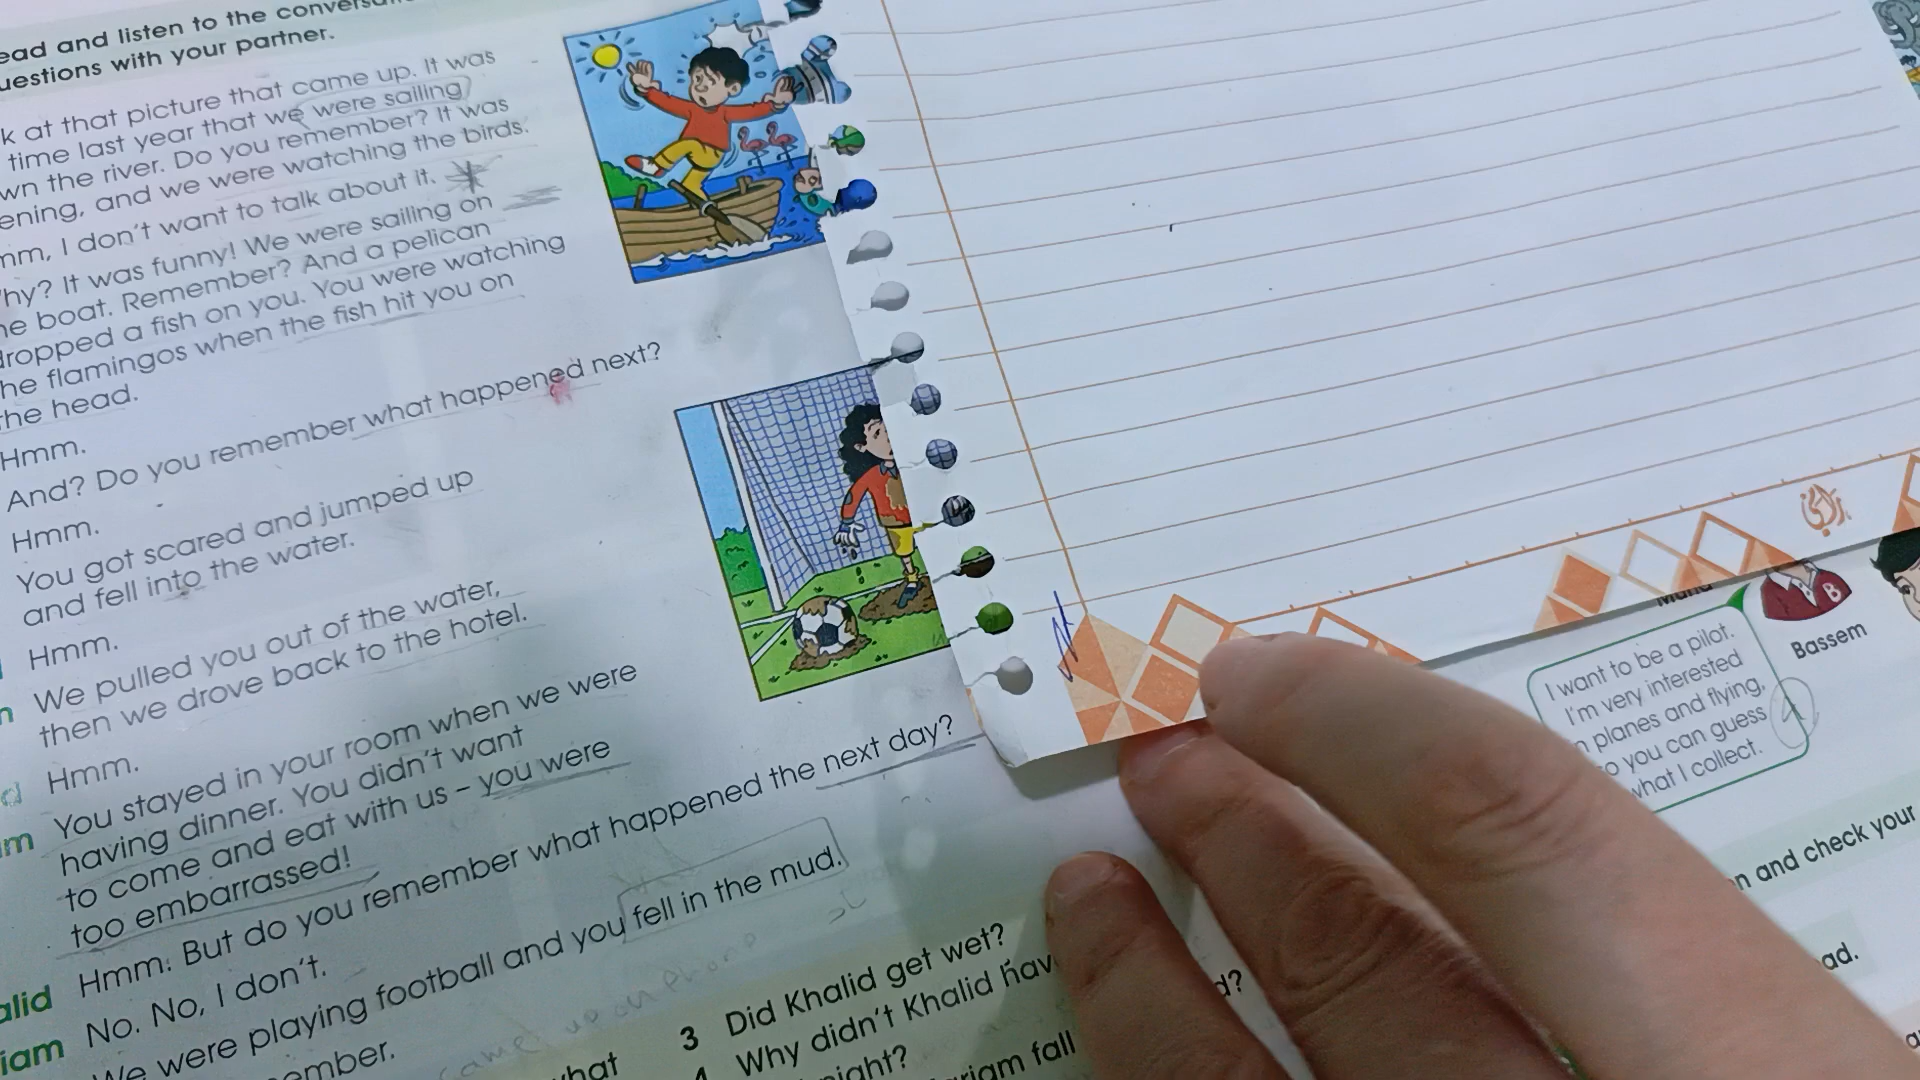 ead and listen to the
uestions with your partner.
k at that picture that came up. It was
time last year that we were sailing
wn the river. Do you remember? It was
ening, and we were watching the birds.
mm, I don't want to talk about it.
hy? It was funny! We were sailing on
he boat. Remember? And a pelican
dropped a fish on you. You were watching
he flamingos when the fish hit you on
the head.
Hmm.
And? Do you remember what happened next?
Hmm.
You got scared and jumped up
and fell into the water.
Hmm.
We pulled you out of the water,
then we drove back to the hotel.
Hmm.
You stayed in your room when we were
having dinner. You didn't want
to come and eat with us – you were
too embarrassed!
alid Hmm. But do you remember what happened the next day?
iam No. No, I don't.
We were playing football and you fell in the mud.
ember.
what
3 Did Khalid get wet?
4 Why didn't Khalid hav
d?
night?
ariam fall
B
Bassem
I want to be a pilot.
I'm very interested
n planes and flying,
o you can guess
what I collect.
n and check your
ad.